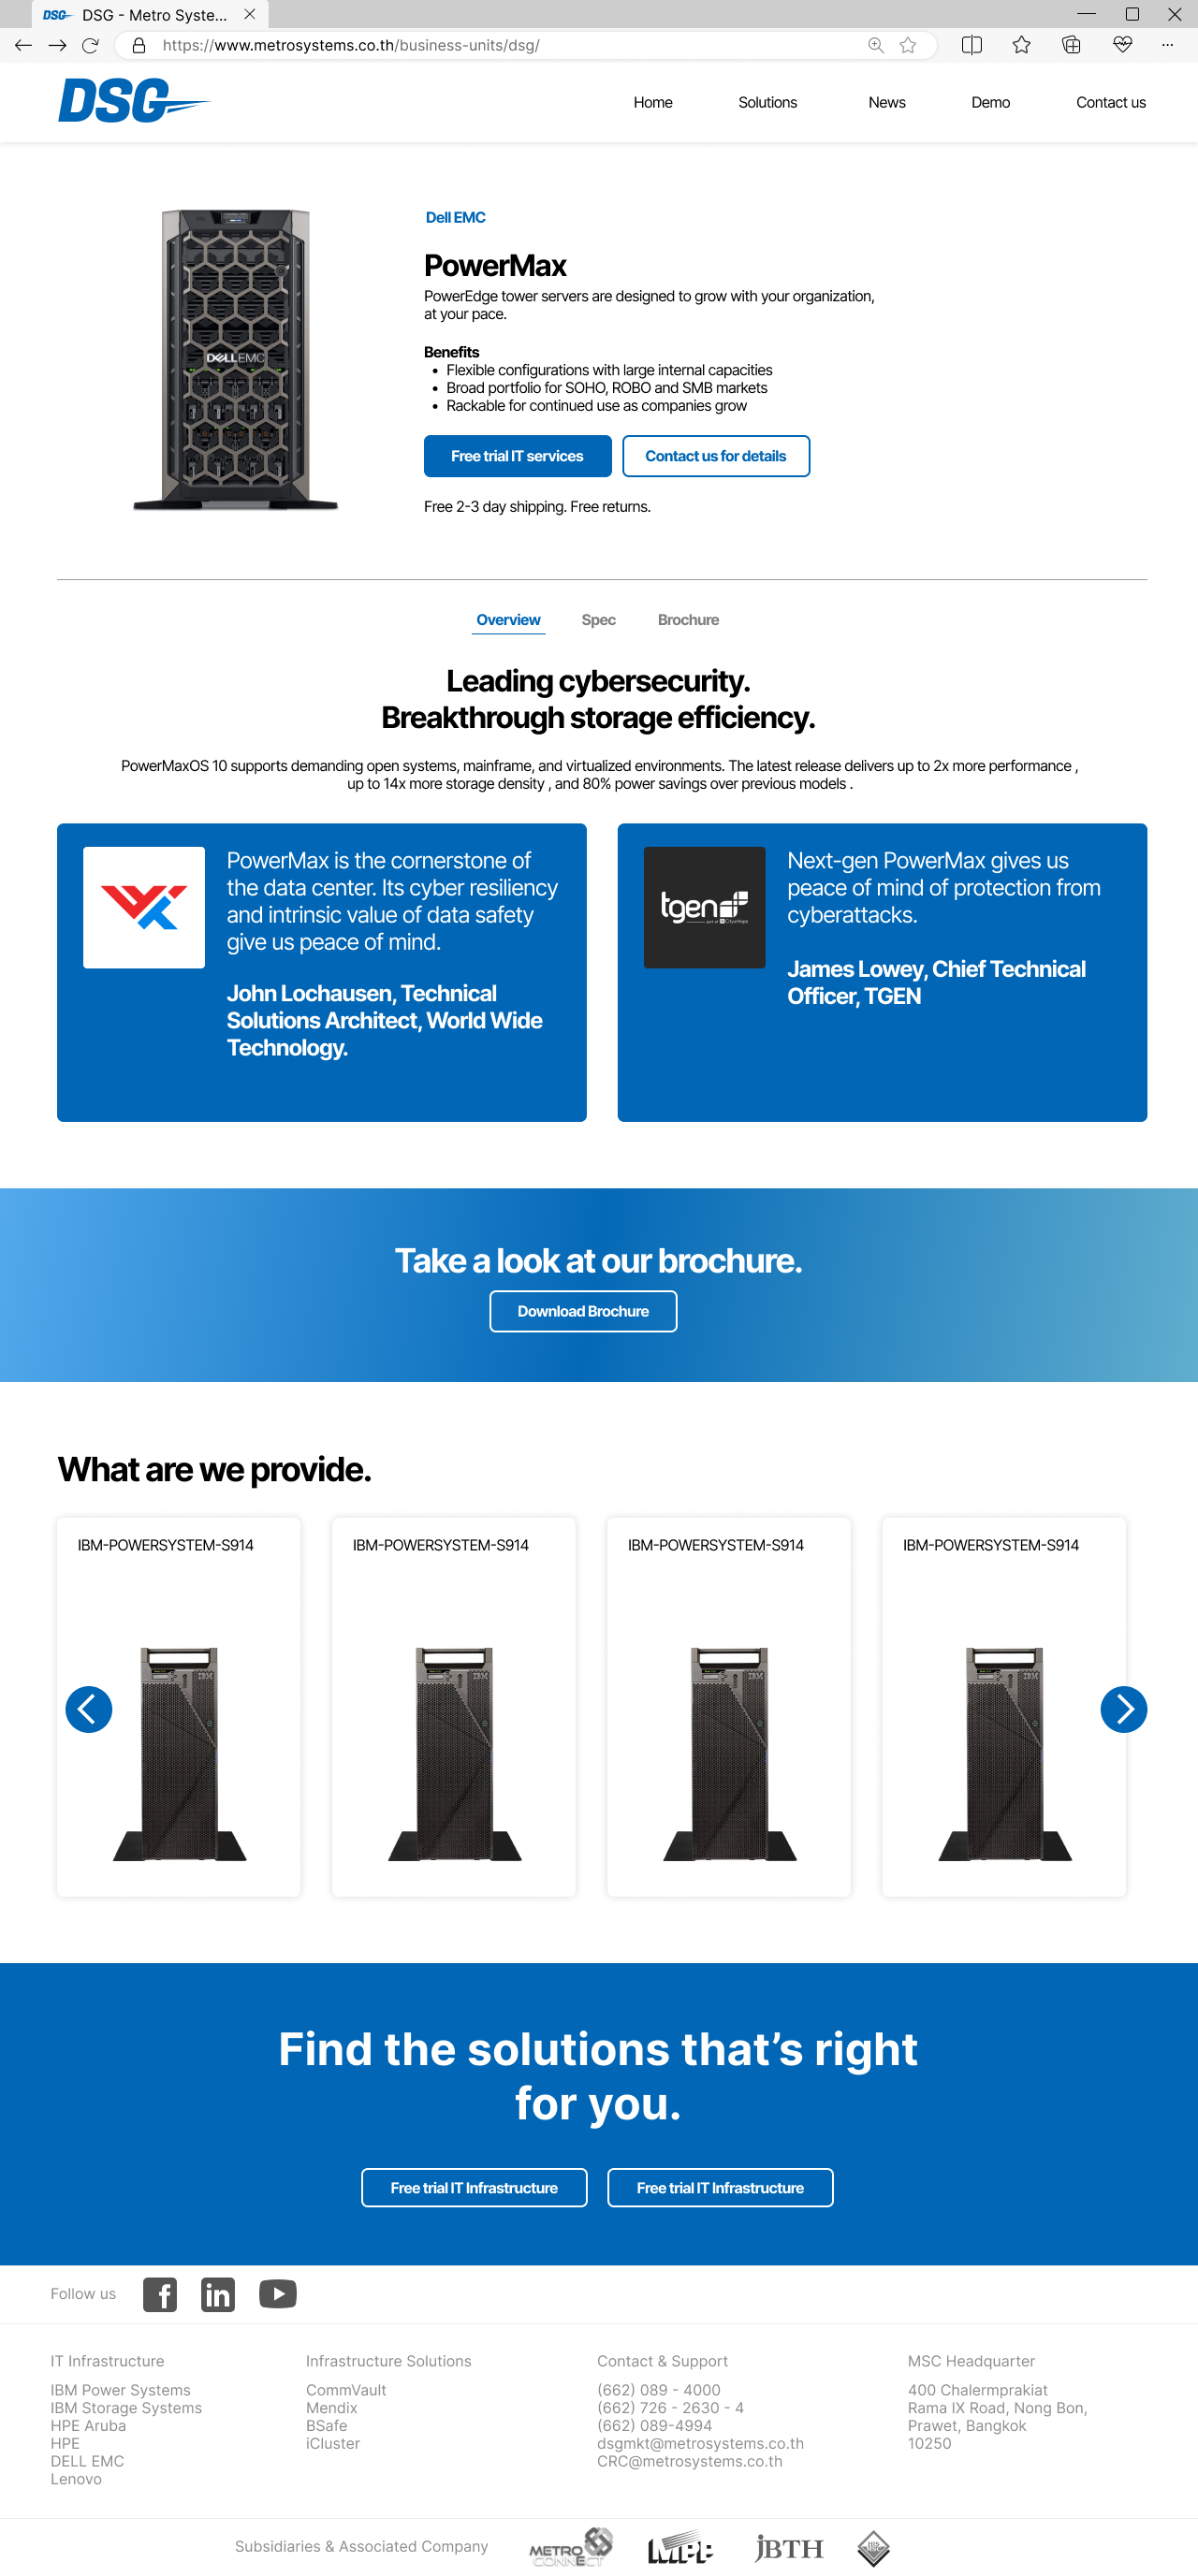 DSG DSG - Metro Syste...
https://www.metrosystems.co.th/business-units/dsg/
DSG
Home Solutions News Demo Contact us
Dell EMC
PowerMax
PowerEdge tower servers are designed to grow with your organization,
at your pace.
DELLEMC
Benefits
• Flexible configurations with large internal capacities
• Broad portfolio for SOHO, ROBO and SMB markets
• Rackable for continued use as companies grow
Free trial IT services
Contact us for details
Free 2-3 day shipping. Free returns.
Overview Spec Brochure
Leading cybersecurity.
Breakthrough storage efficiency.
PowerMaxOS 10 supports demanding open systems, mainframe, and virtualized environments. The latest release delivers up to 2x more performance ,
up to 14x more storage density , and 80% power savings over previous models .
PowerMax is the cornerstone of
the data center. Its cyber resiliency
and intrinsic value of data safety
give us peace of mind.
John Lochausen, Technical
Solutions Architect, World Wide
Technology.
tgen
part of CityofHope
Next-gen PowerMax gives us
peace of mind of protection from
cyberattacks.
James Lowey, Chief Technical
Officer, TGEN
Take a look at our brochure.
Download Brochure
What are we provide.
IBM-POWERSYSTEM-S914
IBM
IBM-POWERSYSTEM-S914
IBM
IBM-POWERSYSTEM-S914
IBM
IBM-POWERSYSTEM-S914
IBM
Find the solutions that’s right
for you.
Free trial IT Infrastructure
Free trial IT Infrastructure
Follow us
IT Infrastructure
IBM Power Systems
IBM Storage Systems
HPE Aruba
HPE
DELL EMC
Lenovo
Infrastructure Solutions
CommVault
Mendix
BSafe
iCluster
Contact & Support
(662) 089 - 4000
(662) 726 - 2630 - 4
(662) 089-4994
dsgmkt@metrosystems.co.th
CRC@metrosystems.co.th
MSC Headquarter
400 Chalermprakiat
Rama IX Road, Nong Bon,
Prawet, Bangkok
10250
Subsidiaries & Associated Company
METRO
CONNECT
MPP
jBTH